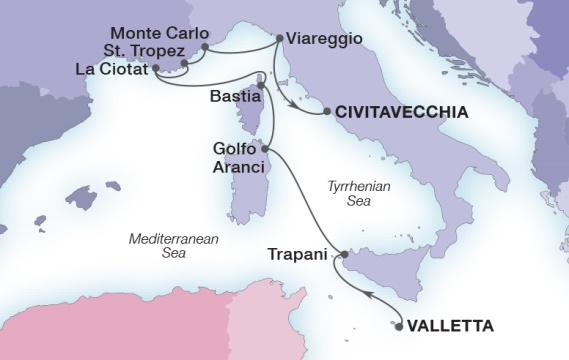 Monte Carlo
St. Tropez
La Ciotat
Viareggio
Bastia
CIVITAVECCHIA
Golfo
Aranci
Tyrrhenian
Sea
Mediterranean
Sea
Trapani
VALLETTA